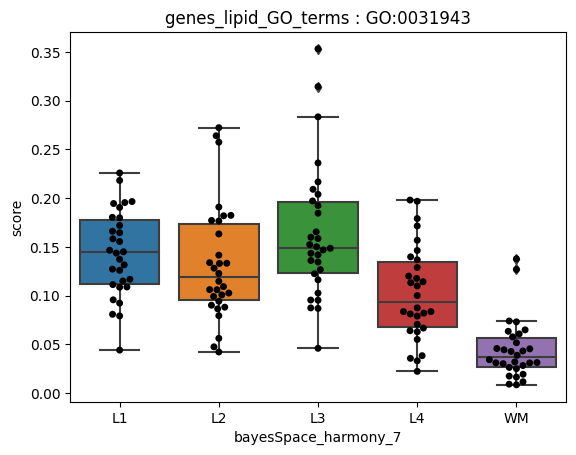 genes_lipid_GO_terms : GO:0031943
score
0.35
0.30
0.25
0.20
0.15
0.10
0.05
0.00
L1 L2 L3 L4 WM
bayesSpace_harmony_7